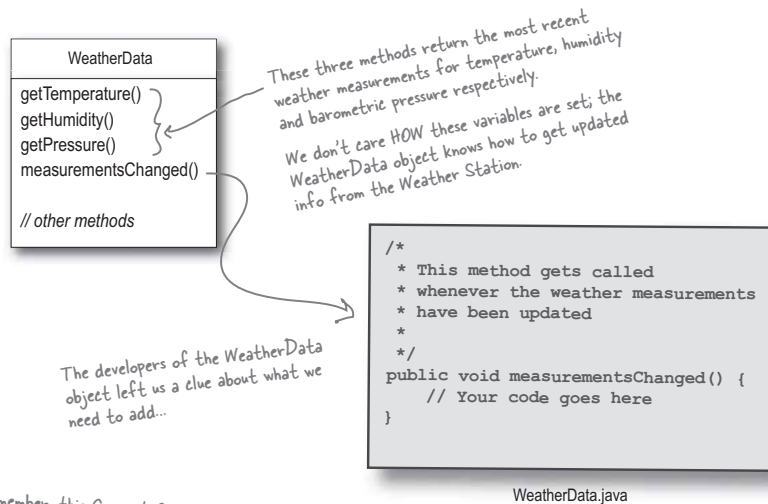 WeatherData
getTemperature()
getHumidity()
getPressure()
measurementsChanged()
// other methods
These three methods return the most recent
weather measurements for temperature, humidity
and barometric pressure respectively.
We don't care HOW these variables are set; the
WeatherData object knows how to get updated
info from the Weather Station.
The developers of the WeatherData
object left us a clue about what we
need to add...
/*
* This method gets called
* whenever the weather measurements
* have been updated
*
*/
public void measurementsChanged() {
// Your code goes here
}
WeatherData.java